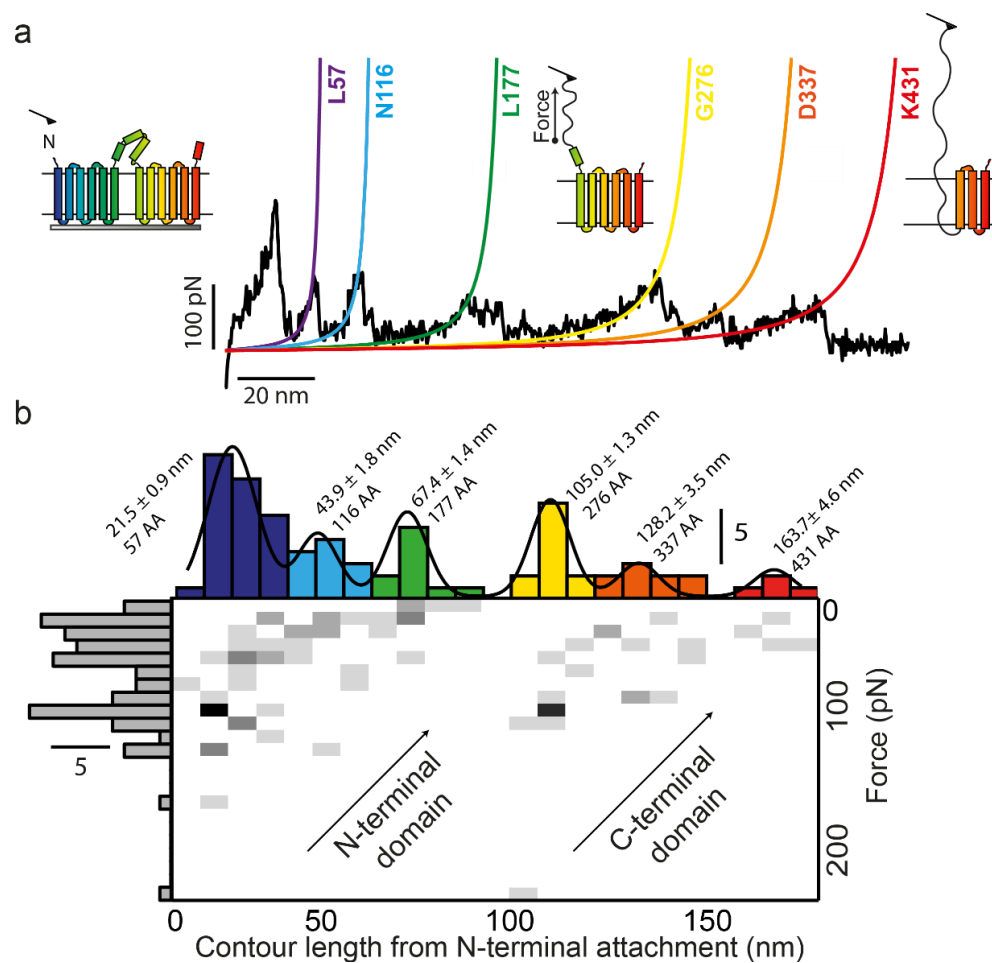 a
N
L57
N116
L177
Force
G276
D337
K431
100 pN
20 nm
b
21.5 ± 0.9 nm
57 AA
43.9 ± 1.8 nm
116 AA
67.4 ± 1.4 nm
177 AA
105.0 ± 1.3 nm
276 AA
128.2 ± 3.5 nm
337 AA
163.7± 4.6 nm
431 AA
5
5
N-terminal
domain
C-terminal
domain
0
100
200
Force (pN)
0
50
100
150
Contour length from N-terminal attachment (nm)